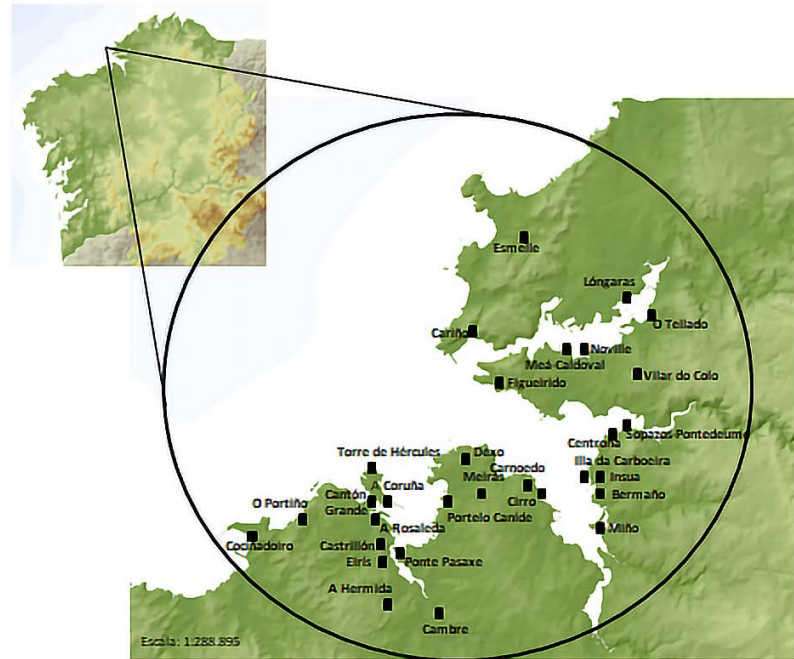 Esmeille
Lóngaras
O Tellado
Cariño
Meá-Caldoval
Noville
Figueirido
Vilar do Colo
Sopazos-Pontedeume
Centroña
Torre de Hércules
Dexo
Illa da Carboeira
A Coruña
Meirás
Carnoedo
Insua
O Portiño
Cantón
Grande
Cirro
Bermaño
Portelo Canide
A Rosaleda
Miño
Cociñadoiro
Castrillón
Ponte Pasaxe
Eirís
A Hermida
Cambre
Escala: 1:288.895